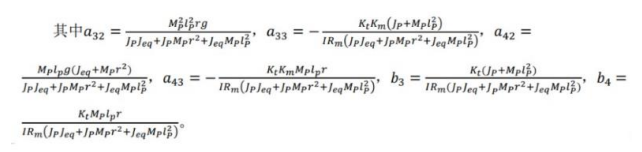 其中$a_{32} = \frac{M_P^2 l_P^2 rg}{J_P J_{eq}+J_P M_P r^2+J_{eq} M_P l_P^2}$，$a_{33} = -\frac{K_t K_m (J_P+M_P l_P^2)}{IR_m(J_P J_{eq}+J_P M_P r^2+J_{eq} M_P l_P^2)}$，$a_{42} =$
$\frac{M_P l_P g(J_{eq}+M_P r^2)}{J_P J_{eq}+J_P M_P r^2+J_{eq} M_P l_P^2}$，$a_{43} = -\frac{K_t K_m M_P l_P r}{IR_m(J_P J_{eq}+J_P M_P r^2+J_{eq} M_P l_P^2)}$，$b_3 = \frac{K_t(J_P+M_P l_P^2)}{IR_m(J_P J_{eq}+J_P M_P r^2+J_{eq} M_P l_P^2)}$，$b_4 =$
$\frac{K_t M_P l_P r}{IR_m(J_P J_{eq}+J_P M_P r^2+J_{eq} M_P l_P^2)}$。